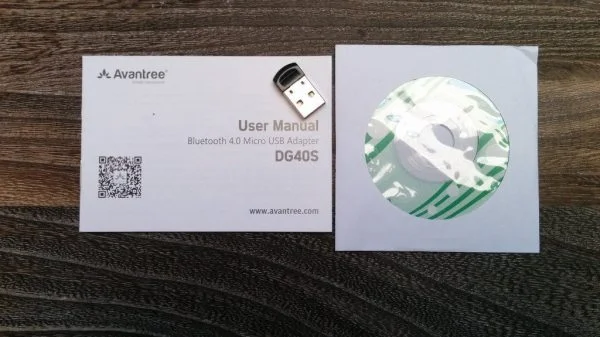 Avantree®
User Manual
Bluetooth 4.0 Micro USB Adapter
DG40S
www.avantree.com